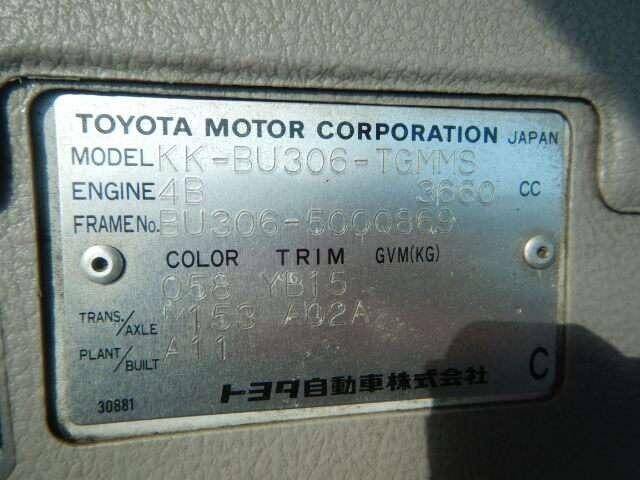 TOYOTA MOTOR CORPORATION JAPAN
MODEL KK-BU306-TGMMS
ENGINE 4B 3660 CC
FRAME No. BU306-5000869
COLOR TRIM GVM(KG)
058 YB15
TRANS./AXLE M153 A02A
PLANT/BUILT A11
トヨタ自動車株式会社 C
30881